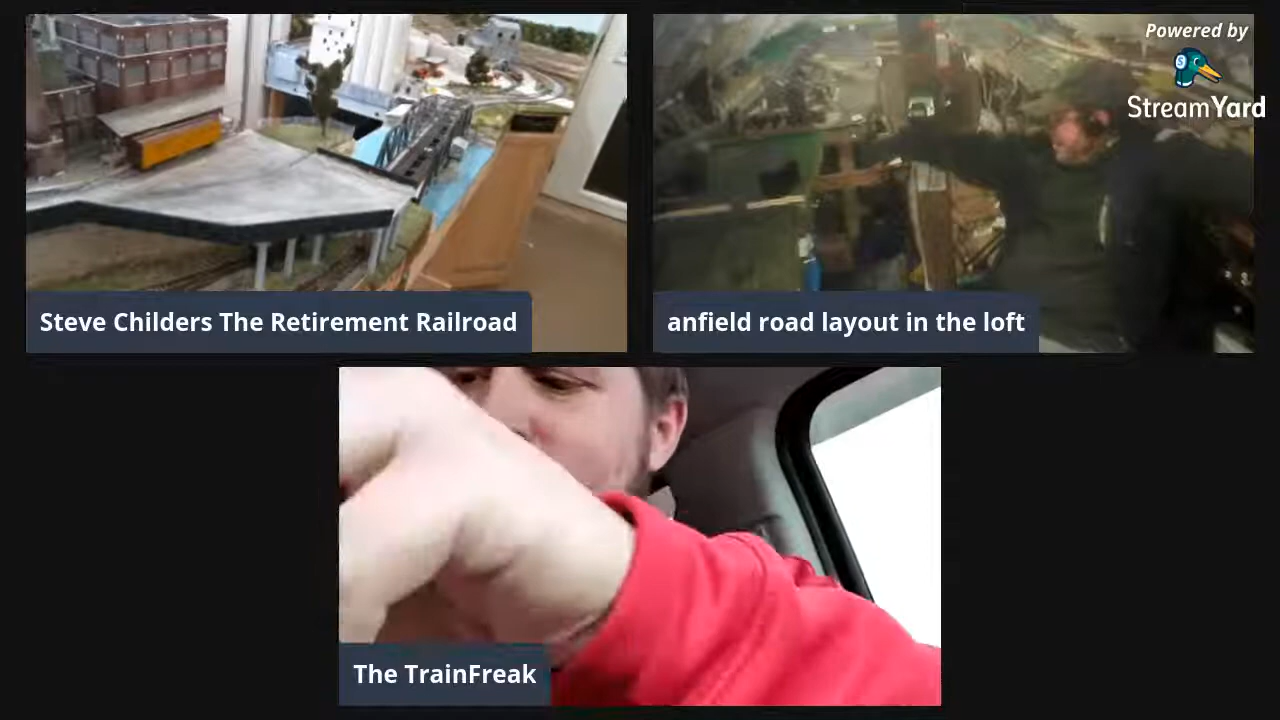 Powered by
StreamYard
Steve Childers The Retirement Railroad
anfield road layout in the loft
The TrainFreak